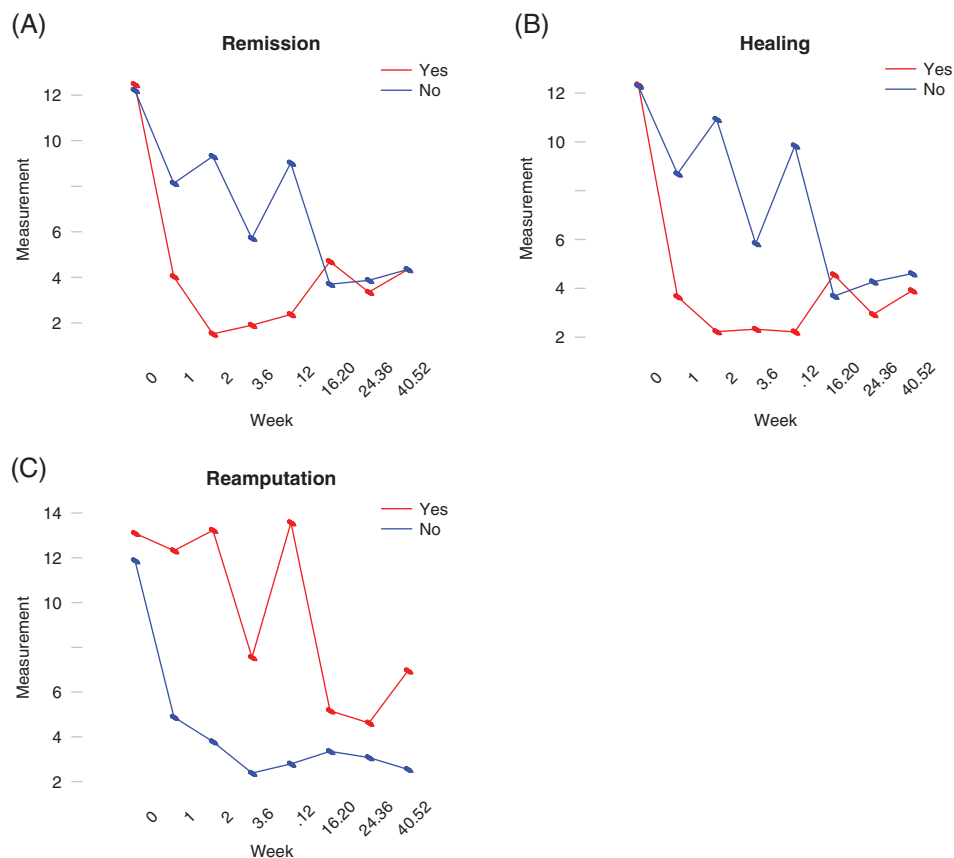 (A)
Remission
Yes
No
12
10
4
2
Measurement
0
1
2
3.6
.12
16.20
24.36
40.52
Week
(B)
Healing
Yes
No
12
10
6
4
2
Measurement
0
1
2
3.6
.12
16.20
24.36
40.52
Week
(C)
Reamputation
Yes
No
14
12
10
6
4
2
Measurement
0
1
2
3.6
.12
16.20
24.36
40.52
Week